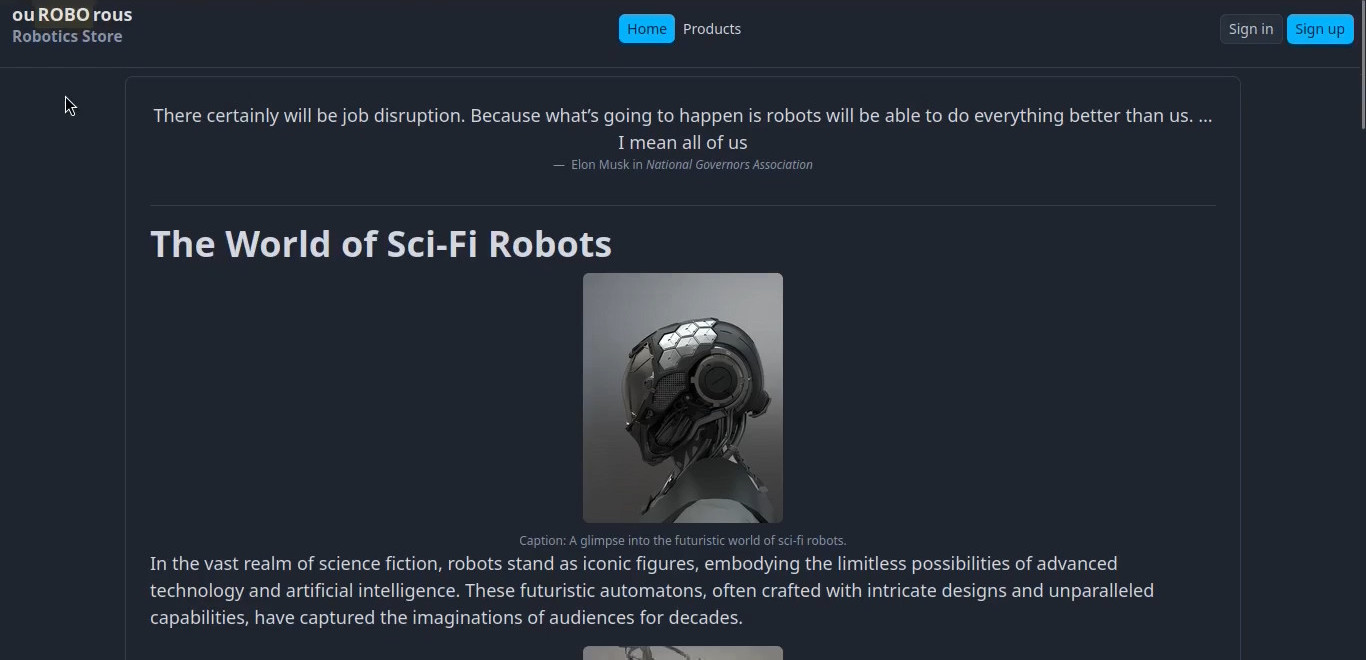 ouROBOrous
Robotics Store
Home
Products
Sign in
Sign up
There certainly will be job disruption. Because what’s going to happen is robots will be able to do everything better than us. ...
I mean all of us
— Elon Musk in National Governors Association
The World of Sci-Fi Robots
Caption: A glimpse into the futuristic world of sci-fi robots.
In the vast realm of science fiction, robots stand as iconic figures, embodying the limitless possibilities of advanced
technology and artificial intelligence. These futuristic automatons, often crafted with intricate designs and unparalleled
capabilities, have captured the imaginations of audiences for decades.